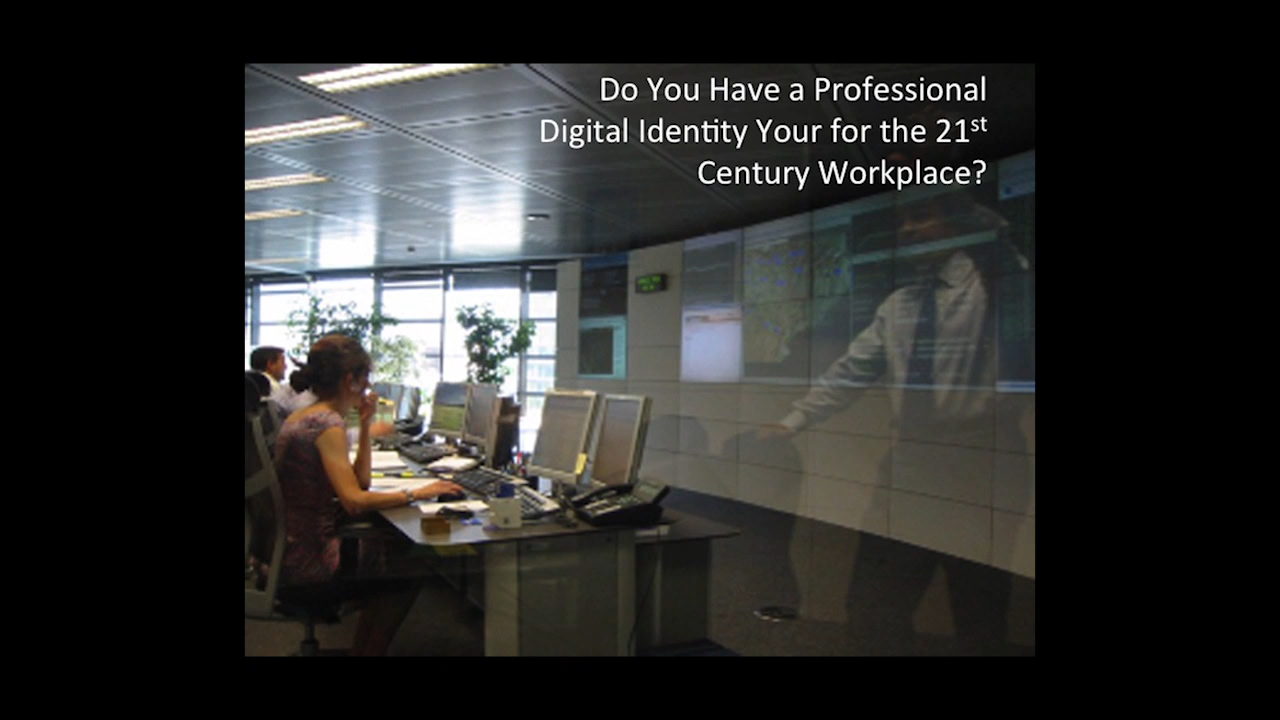 Do You Have a Professional
Digital Identity Your for the 21st
Century Workplace?